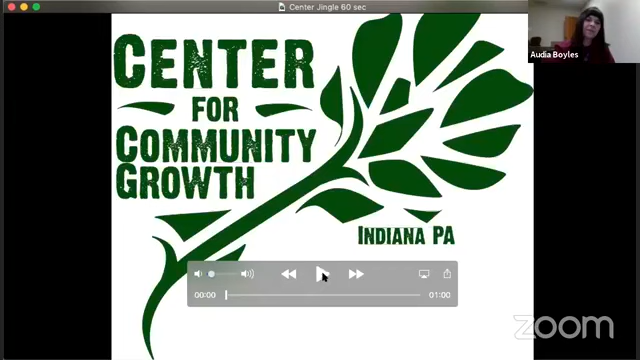 Center Jingle 60 sec
Audia Boyles
CENTER
FOR
COMMUNITY
GROWTH
INDIANA PA
00:00
01:00
zoom